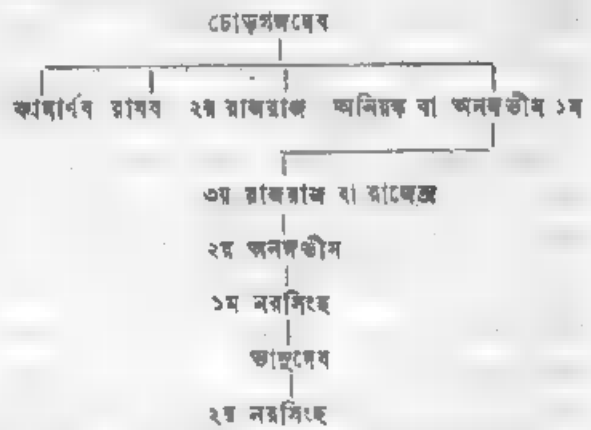 চোড়গঙ্গদেব
কামার্ণব রাঘব ২য় রাজরাজ অনিয়ঙ্ক বা অনঙ্গভীম ১ম
৩য় রাজরাজ বা রাজেন্দ্র
২য় অনঙ্গভীম
১ম নরসিংহ
ভানুদেব
২য় নরসিংহ